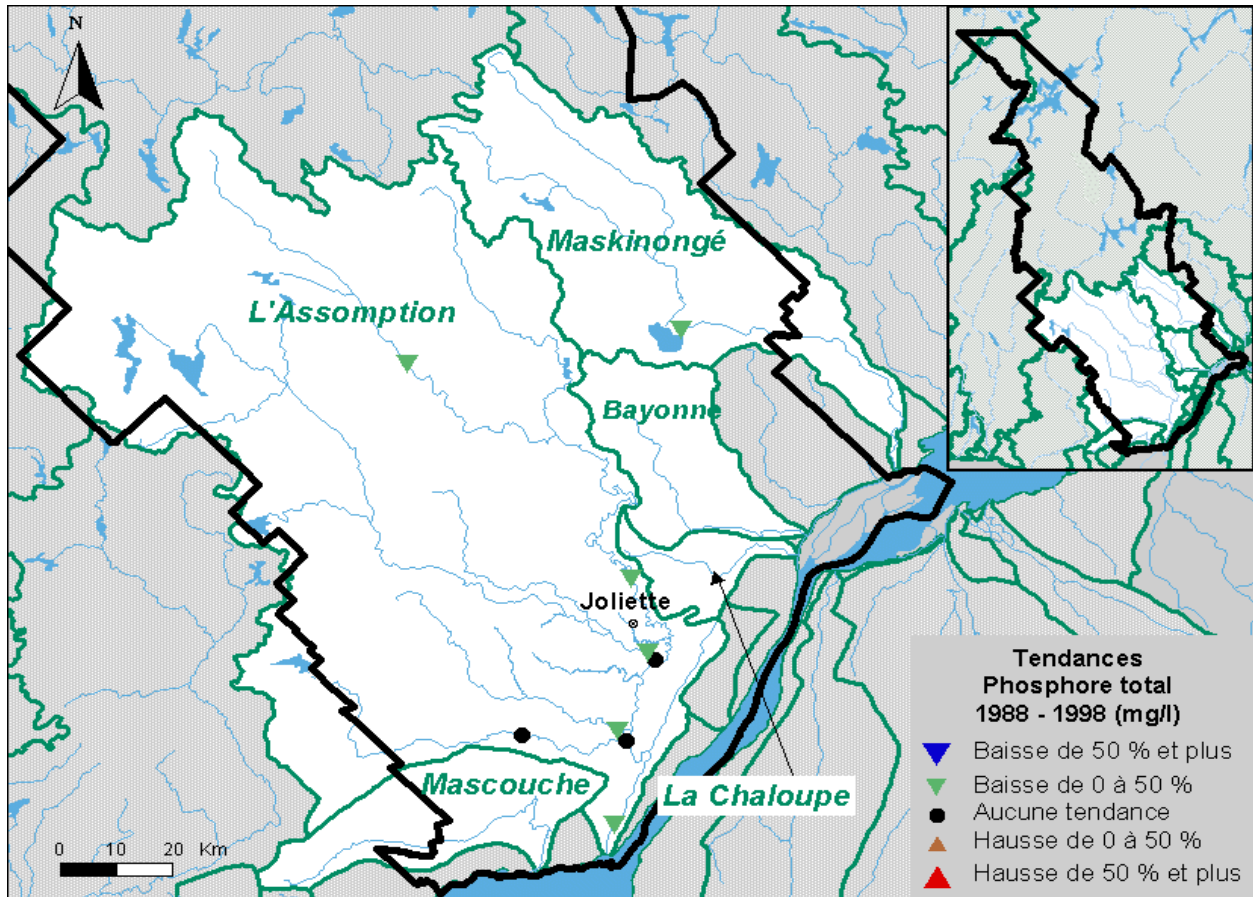 N
Maskinongé
L'Assomption
Bayonne
Joliette
Mascouche
La Chaloupe
0 10 20 Km
Tendances
Phosphore total
1988 - 1998 (mg/l)
Baisse de 50 % et plus
Baisse de 0 à 50 %
Aucune tendance
Hausse de 0 à 50 %
Hausse de 50 % et plus